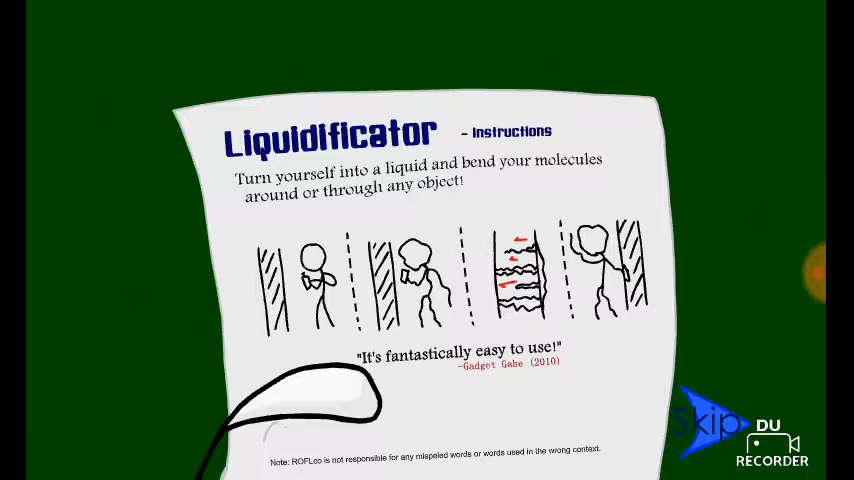 Liquidificator - Instructions
Turn yourself into a liquid and bend your molecules
around or through any object!
"It's fantastically easy to use!"
-Gadget Gabe (2010)
Note: ROFLco is not responsible for any mispeled words or words used in the wrong context.
Skip
DU
RECORDER